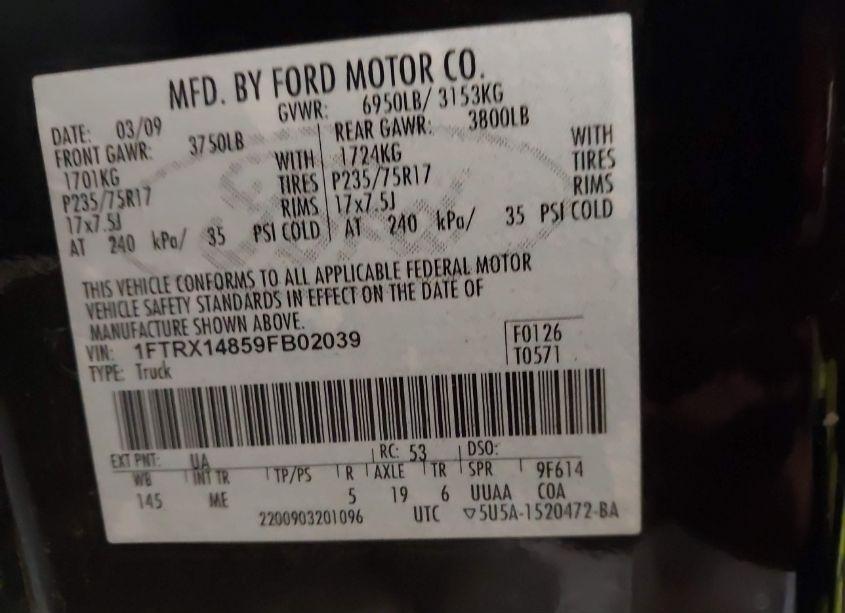 MFD. BY FORD MOTOR CO.
DATE: 03/09 GVWR: 6950LB/ 3153KG
FRONT GAWR: 3750LB REAR GAWR: 3800LB
1701KG WITH 1724KG WITH
P235/75R17 TIRES P235/75R17 TIRES
17x7.5J RIMS 17x7.5J RIMS
AT 240 kPa/ 35 PSI COLD AT 240 kPa/ 35 PSI COLD
THIS VEHICLE CONFORMS TO ALL APPLICABLE FEDERAL MOTOR
VEHICLE SAFETY STANDARDS IN EFFECT ON THE DATE OF
MANUFACTURE SHOWN ABOVE.
VIN: 1FTRX14859FB02039 F0126
TYPE: Truck T0571
EXT PNT: UA RC: 53 DSO:
WB INT TR TP/PS R AXLE TR SPR 9F614
145 ME 5 19 6 UUAA COA
2200903201096 UTC ▽5U5A-1520472-BA